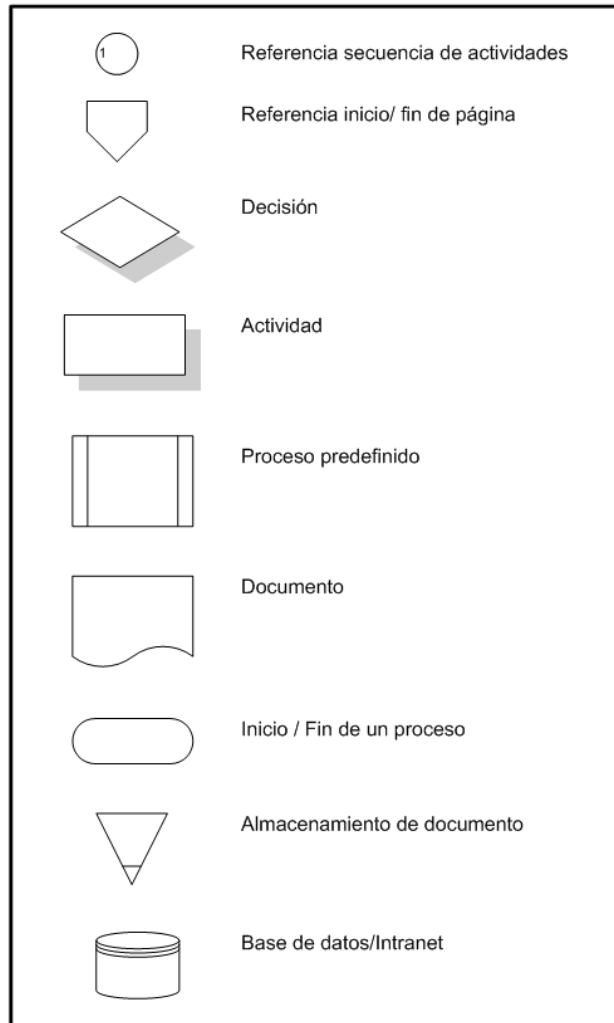 1
Referencia secuencia de actividades
Referencia inicio/ fin de página
Decisión
Actividad
Proceso predefinido
Documento
Inicio / Fin de un proceso
Almacenamiento de documento
Base de datos/Intranet